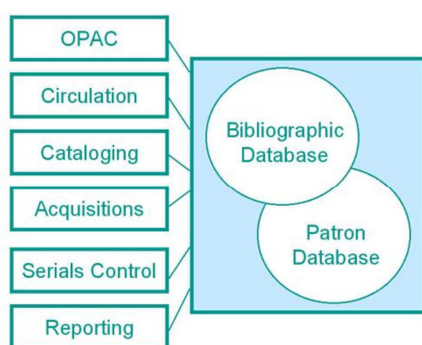 OPAC
Circulation
Cataloging
Acquisitions
Serials Control
Reporting
Bibliographic
Database
Patron
Database